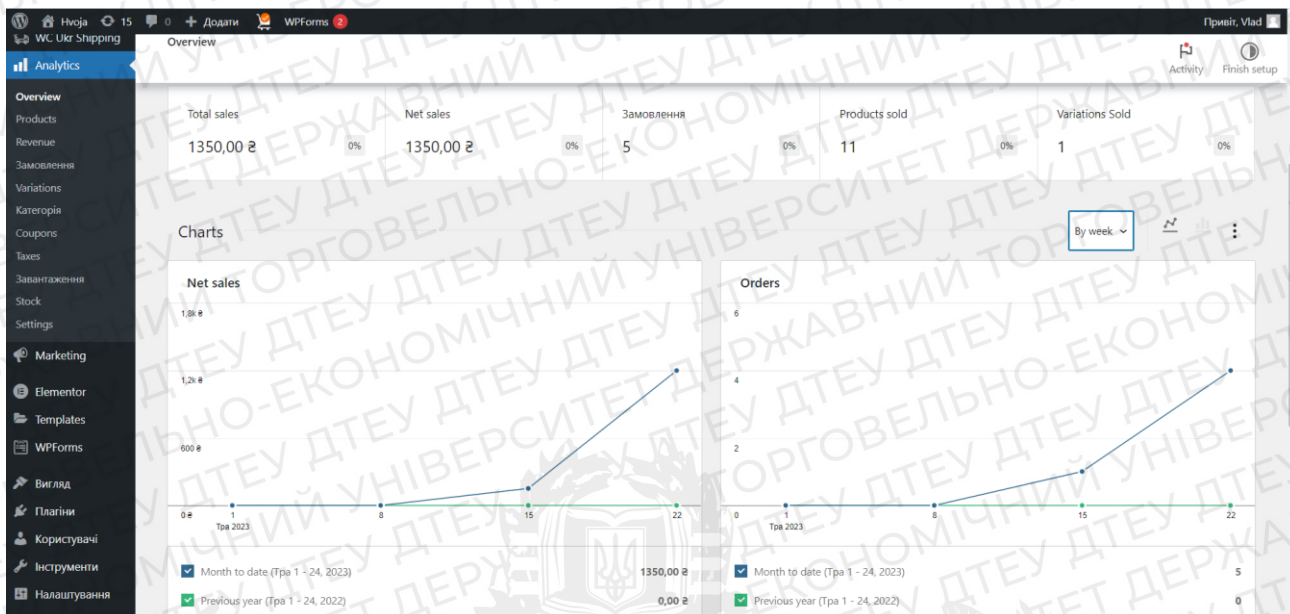 Hvoja 15 0 Додати WPForms 2 Привіт, Vlad
WC Ukr Shipping
Analytics
Overview
Products
Revenue
Замовлення
Variations
Категорія
Coupons
Taxes
Завантаження
Stock
Settings
Marketing
Elementor
Templates
WPForms
Вигляд
Плагіни
Користувачі
Інструменти
Налаштування
Overview
Activity Finish setup
Total sales Net sales Замовлення Products sold Variations Sold
1350,00 ₴ 0% 1350,00 ₴ 0% 5 0% 11 0% 1 0%
Charts By week
Net sales
1,8k ₴
1,2k ₴
600 ₴
0 ₴ 1 8 15 22
Тра 2023
Month to date (Тра 1 - 24, 2023) 1350,00 ₴
Previous year (Тра 1 - 24, 2022) 0,00 ₴
Orders
6
4
2
0 1 8 15 22
Тра 2023
Month to date (Тра 1 - 24, 2023) 5
Previous year (Тра 1 - 24, 2022) 0